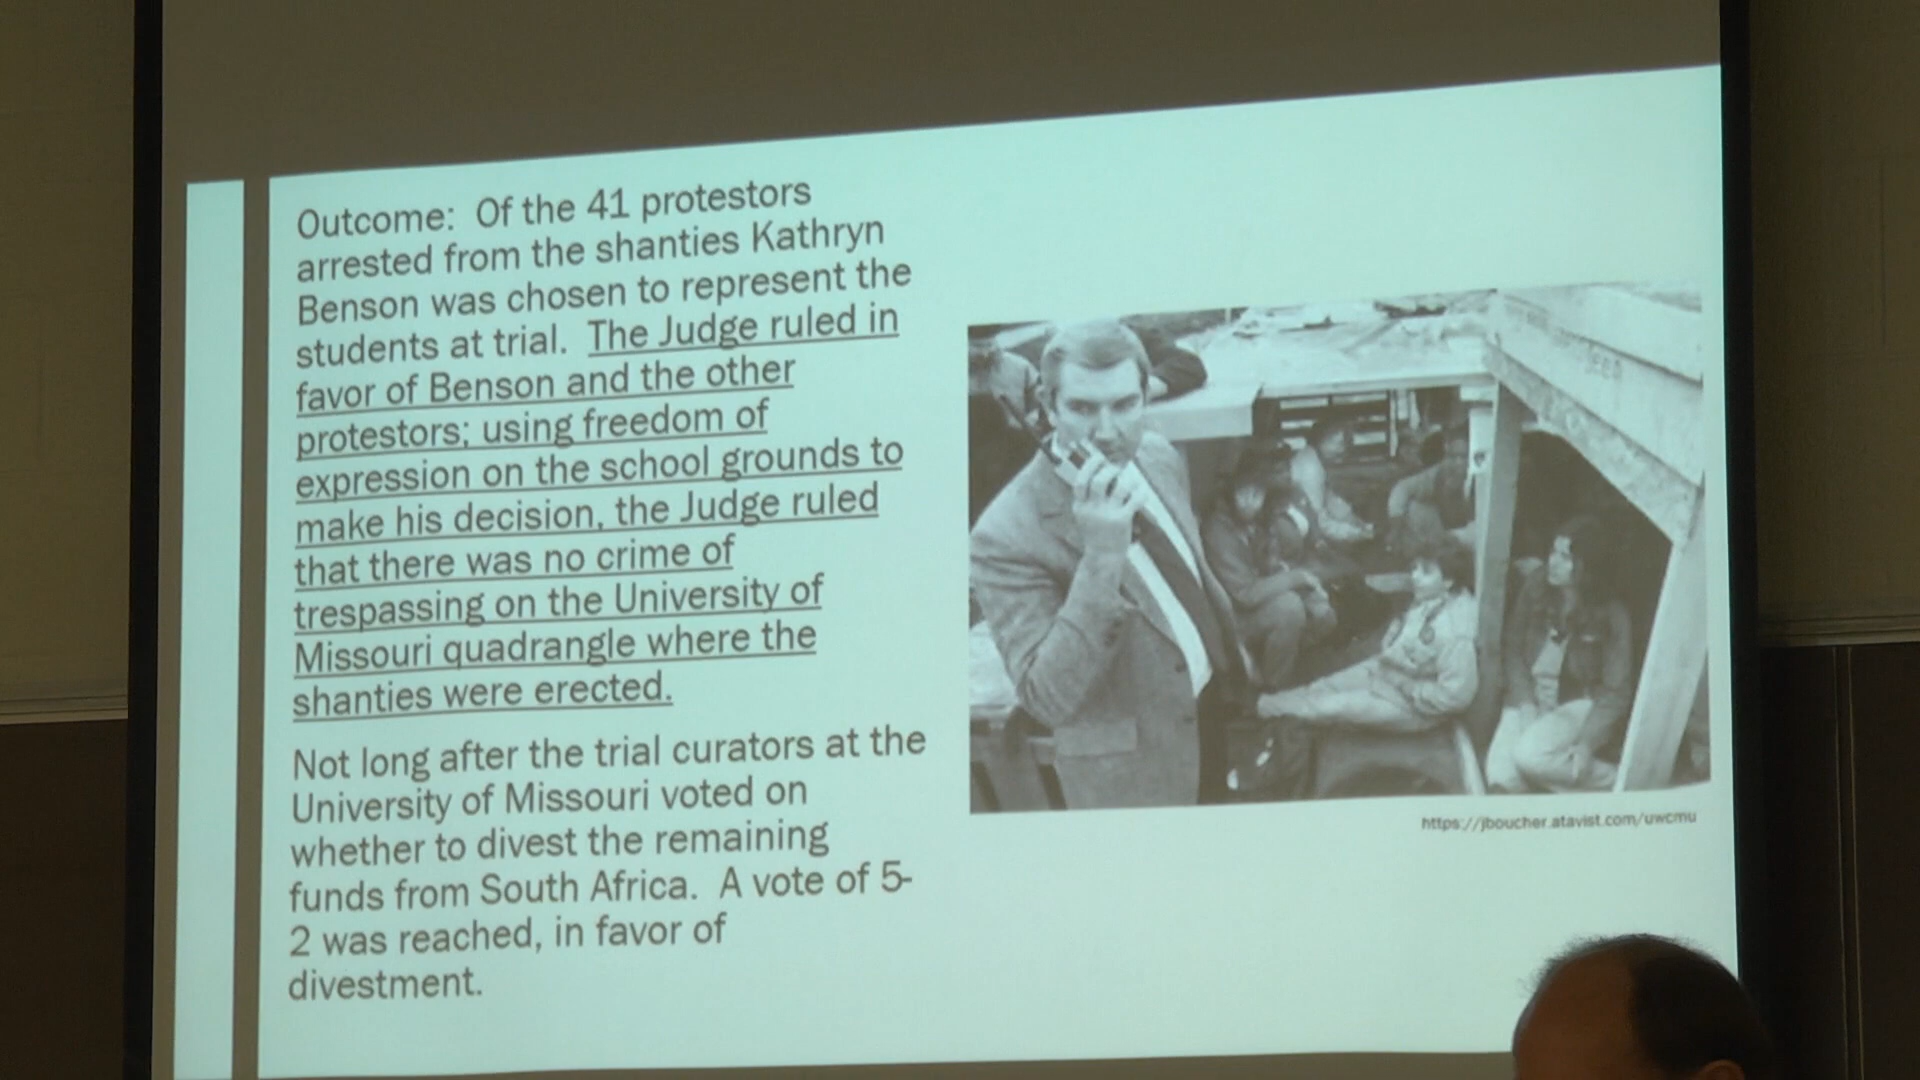 Outcome: Of the 41 protestors
arrested from the shanties Kathryn
Benson was chosen to represent the
students at trial. The Judge ruled in
favor of Benson and the other
protestors; using freedom of
expression on the school grounds to
make his decision, the Judge ruled
that there was no crime of
trespassing on the University of
Missouri quadrangle where the
shanties were erected.
Not long after the trial curators at the
University of Missouri voted on
whether to divest the remaining
funds from South Africa. A vote of 5-
2 was reached, in favor of
divestment.
https://jboucher.atavist.com/uwcmu